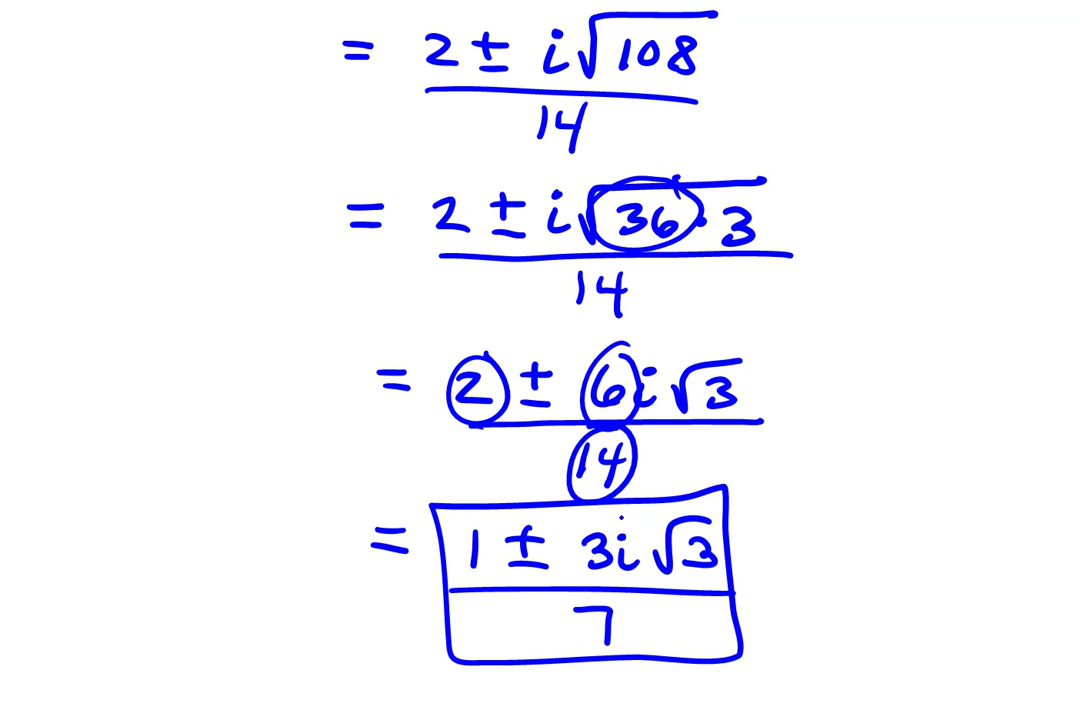 = 2 ± i√108
14
= 2 ± i√36·3
14
= 2 ± 6i√3
14
= 1 ± 3i√3
7